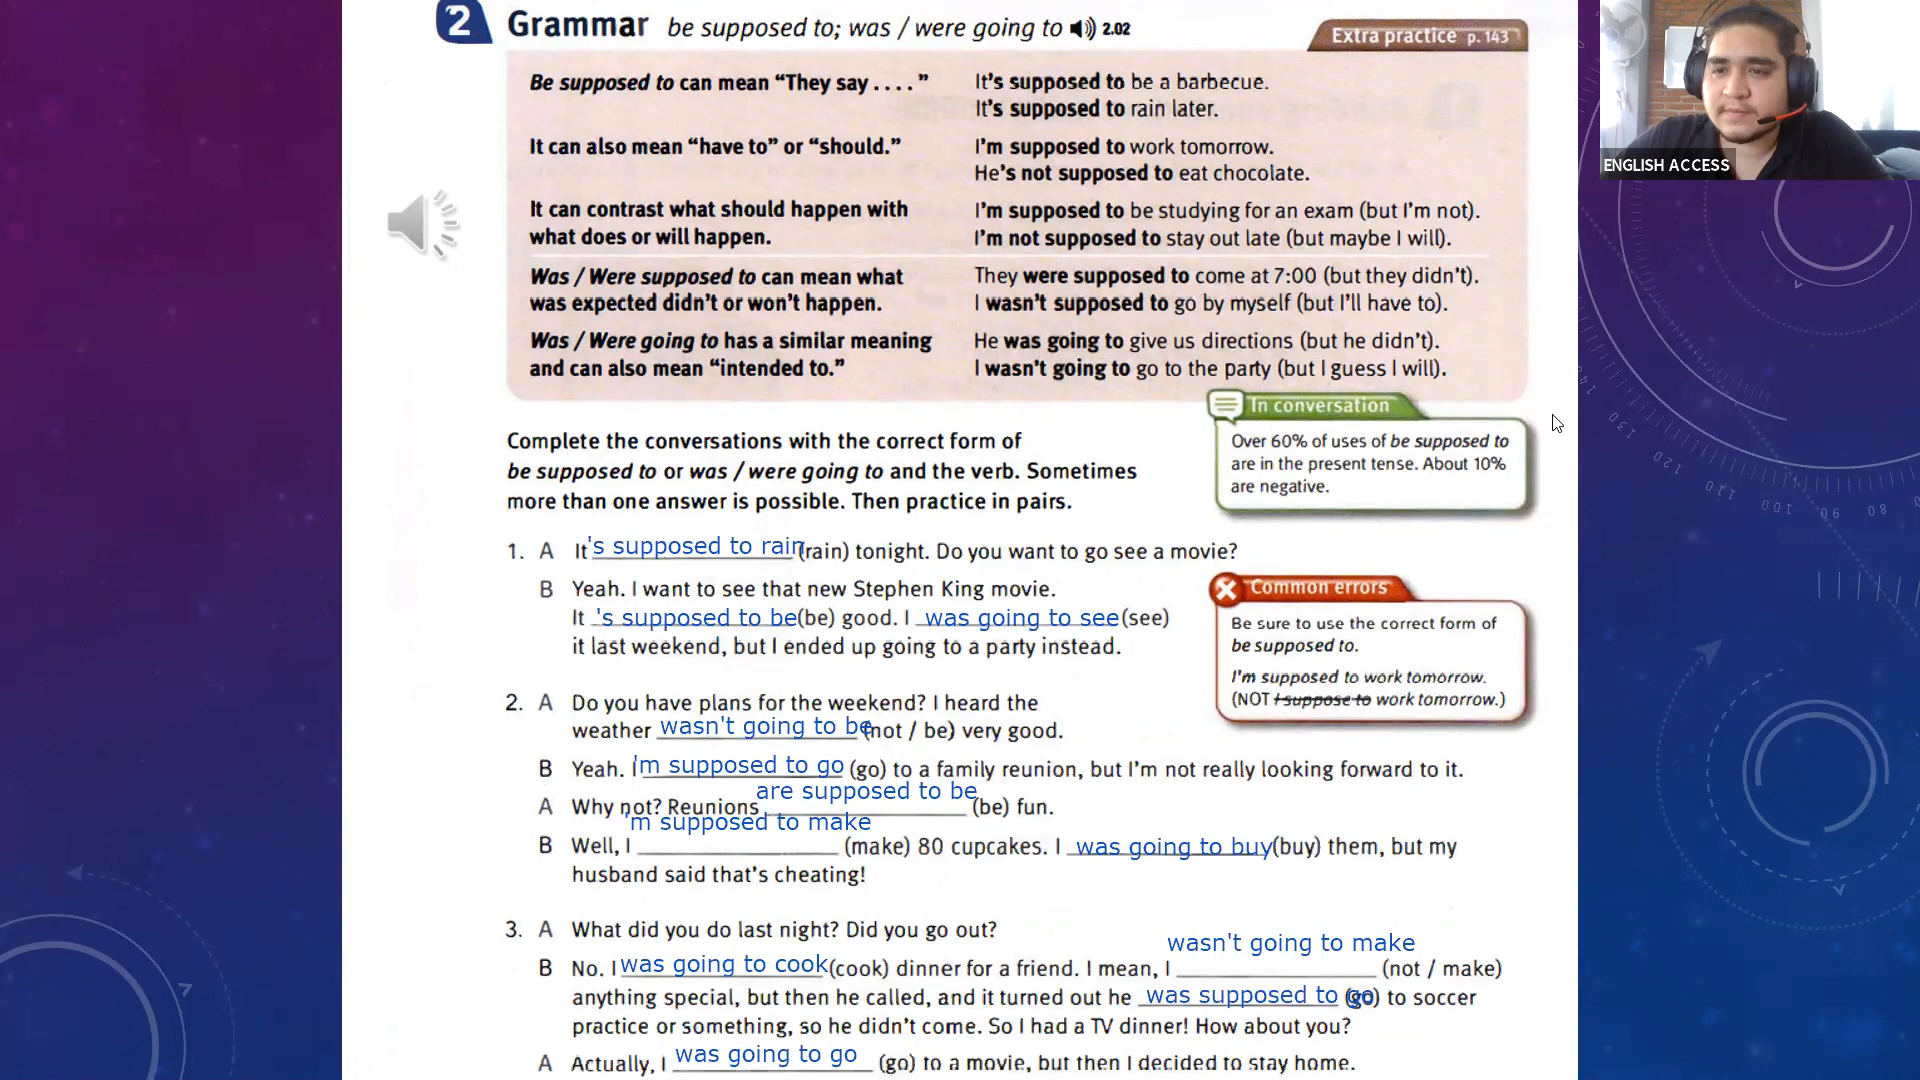 2 Grammar be supposed to; was / were going to 2.02
Extra practice p. 143
Be supposed to can mean “They say . . . . ” It's supposed to be a barbecue.
It's supposed to rain later.
It can also mean “have to” or “should.” I'm supposed to work tomorrow.
He's not supposed to eat chocolate.
It can contrast what should happen with I'm supposed to be studying for an exam (but I'm not).
what does or will happen. I'm not supposed to stay out late (but maybe I will).
Was / Were supposed to can mean what They were supposed to come at 7:00 (but they didn't).
was expected didn't or won't happen. I wasn't supposed to go by myself (but I'll have to).
Was / Were going to has a similar meaning He was going to give us directions (but he didn't).
and can also mean “intended to.” I wasn't going to go to the party (but I guess I will).
ENGLISH ACCESS
In conversation
Over 60% of uses of be supposed to
are in the present tense. About 10%
are negative.
Complete the conversations with the correct form of
be supposed to or was / were going to and the verb. Sometimes
more than one answer is possible. Then practice in pairs.
1. A It 's supposed to rain (rain) tonight. Do you want to go see a movie?
B Yeah. I want to see that new Stephen King movie.
It 's supposed to be (be) good. I was going to see (see)
it last weekend, but I ended up going to a party instead.
Common errors
Be sure to use the correct form of
be supposed to.
I'm supposed to work tomorrow.
(NOT I suppose to work tomorrow.)
2. A Do you have plans for the weekend? I heard the
weather wasn't going to be (not / be) very good.
B Yeah. I 'm supposed to go (go) to a family reunion, but I'm not really looking forward to it.
A Why not? Reunions are supposed to be (be) fun.
B Well, I 'm supposed to make (make) 80 cupcakes. I was going to buy (buy) them, but my
husband said that's cheating!
3. A What did you do last night? Did you go out?
B No. I was going to cook (cook) dinner for a friend. I mean, I wasn't going to make (not / make)
anything special, but then he called, and it turned out he was supposed to go (go) to soccer
practice or something, so he didn't come. So I had a TV dinner! How about you?
A Actually, I was going to go (go) to a movie, but then I decided to stay home.